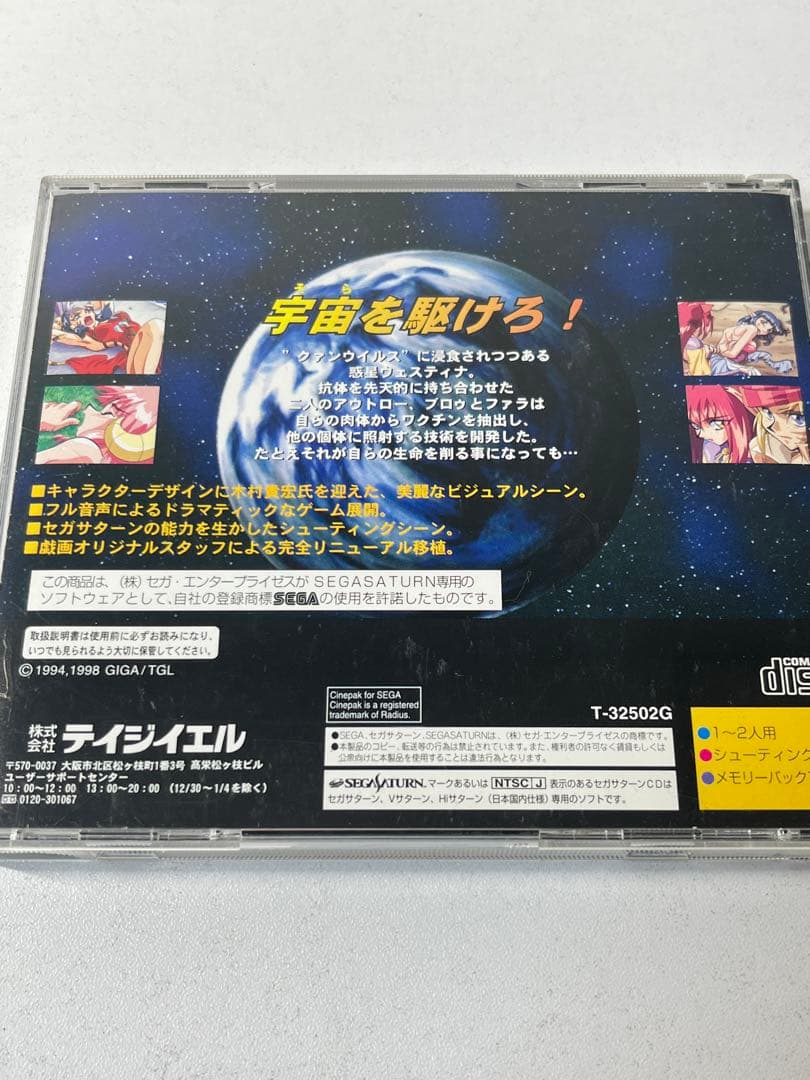 そら
宇宙を駆けろ！
"クァンウイルス"に浸食されつつある
惑星ヴェスティナ。
抗体を先天的に持ち合わせた
二人のアウトロー、ブロゥとファラは
自らの肉体からワクチンを抽出し、
他の個体に照射する技術を開発した。
たとえそれが自らの生命を削る事になっても…
■キャラクターデザインに木村貴宏氏を迎えた、美麗なビジュアルシーン。
■フル音声によるドラマティックなゲーム展開。
■セガサターンの能力を生かしたシューティングシーン。
■戯画オリジナルスタッフによる完全リニューアル移植。
この商品は、（株）セガ・エンタープライゼスがSEGASATURN専用の
ソフトウェアとして、自社の登録商標SEGAの使用を許諾したものです。
取扱説明書は使用前に必ずお読みになり、
いつでも見られるよう大切に保管してください。
©1994,1998 GIGA/TGL
COM
dis
Cinepak for SEGA
Cinepak is a registered
trademark of Radius.
T-32502G
株式会社 テイジイエル
〒570-0037 大阪市北区松ヶ枝町1番3号 高栄松ヶ枝ビル
ユーザーサポートセンター
10：00〜12：00 13：00〜20：00（12/30〜1/4を除く）
0120-301067
●SEGA、セガサターン、SEGASATURNは、（株）セガ・エンタープライゼスの商標です。
●本製品のコピー、転送等の行為は禁止されています。また、権利者の許可なく賃貸もしくは
公衆向けに本製品を使用することは違法行為となります。
SEGASATURN マークあるいは NTSC J 表示のあるセガサターンCDは
セガサターン、Vサターン、Hiサターン（日本国内仕様）専用のソフトです。
●1〜2人用
●シューティング
●メモリーバック